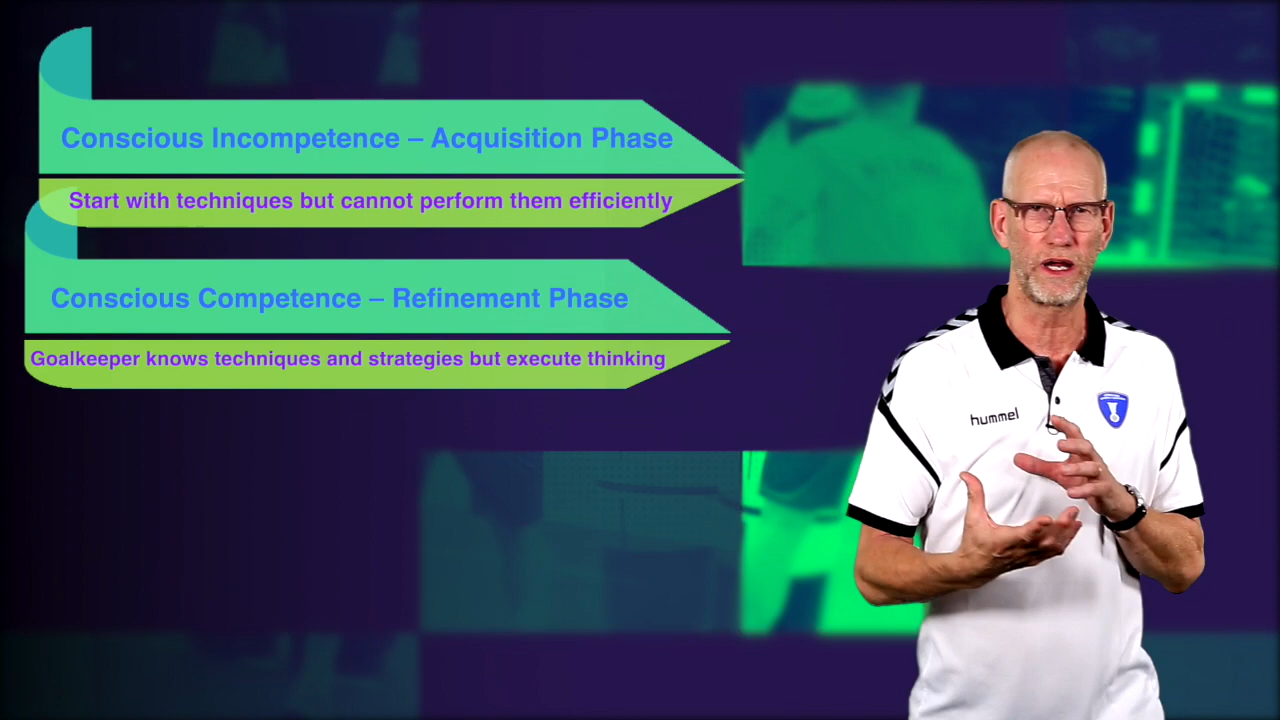 Conscious Incompetence – Acquisition Phase
Start with techniques but cannot perform them efficiently
Conscious Competence – Refinement Phase
Goalkeeper knows techniques and strategies but execute thinking
hummel